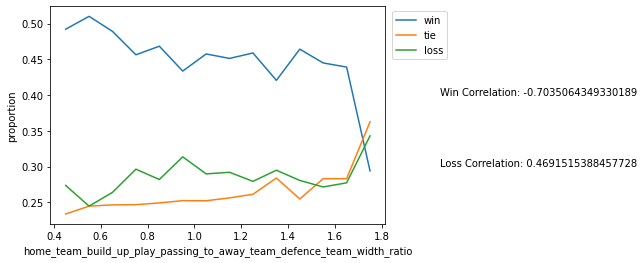 win
tie
loss
0.50
0.45
0.40
0.35
0.30
0.25
proportion
0.4 0.6 0.8 1.0 1.2 1.4 1.6 1.8
home_team_build_up_play_passing_to_away_team_defence_team_width_ratio
Win Correlation: -0.7035064349330189
Loss Correlation: 0.4691515388457728